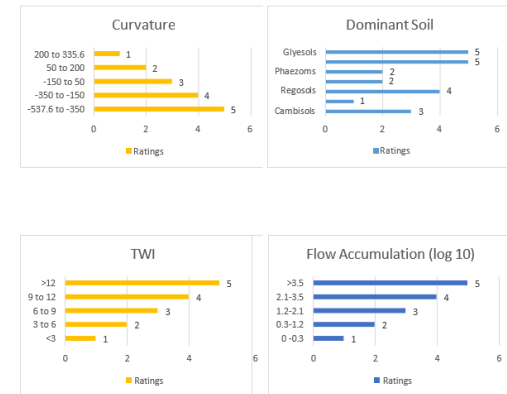 Curvature
200 to 335.6
1
50 to 200
2
-150 to 50
3
-350 to -150
4
-537.6 to -350
5
0 2 4 6
Ratings
Dominant Soil
Glyesols
5
5
Phaezoms
2
2
Regosols
4
1
Cambisols
3
0 2 4 6
Ratings
TWI
>12
5
9 to 12
4
6 to 9
3
3 to 6
2
<3
1
0 2 4 6
Ratings
Flow Accumulation (log 10)
>3.5
5
2.1-3.5
4
1.2-2.1
3
0.3-1.2
2
0 -0.3
1
0 2 4 6
Ratings